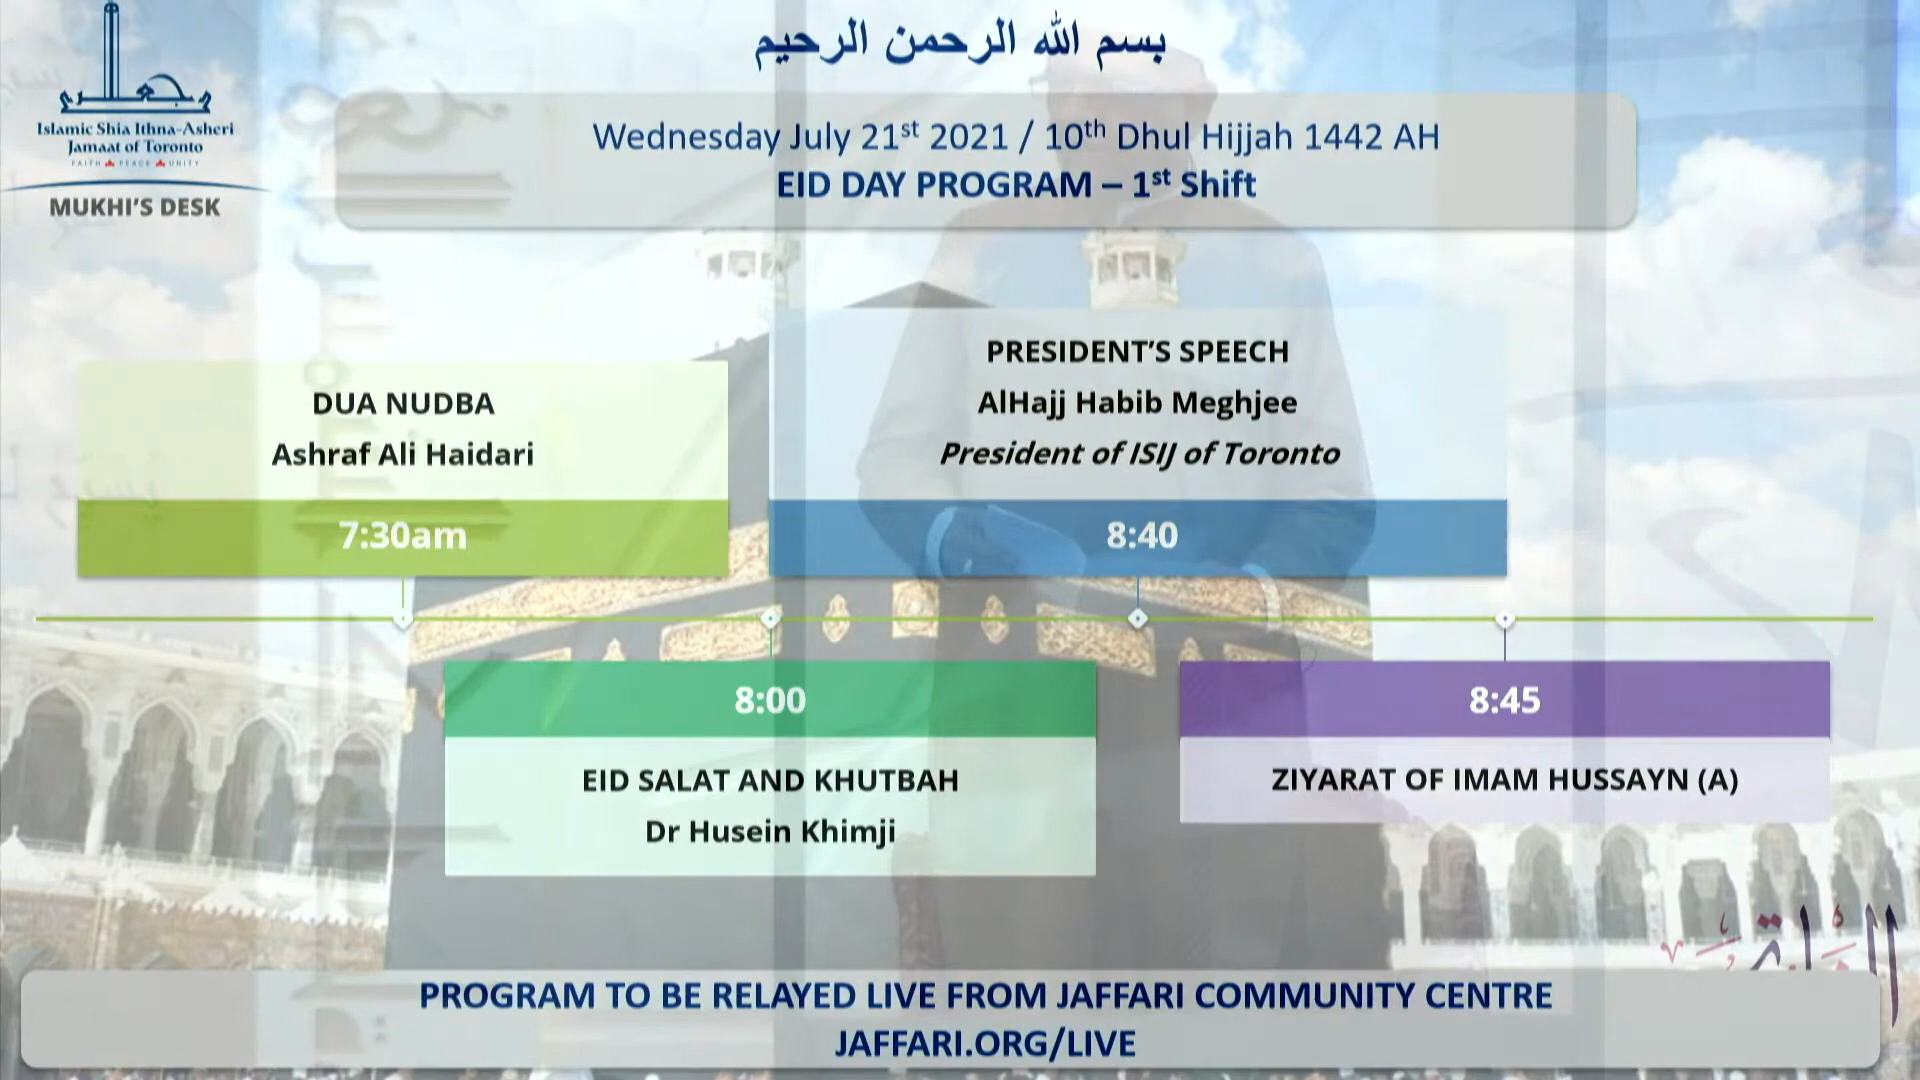 بسم الله الرحمن الرحيم
Islamic Shia Ithna-Asheri
Jamaat of Toronto
FAITH PEACE UNITY
MUKHI'S DESK
Wednesday July 21st 2021 / 10th Dhul Hijjah 1442 AH
EID DAY PROGRAM – 1st Shift
DUA NUDBA
Ashraf Ali Haidari
7:30am
8:00
EID SALAT AND KHUTBAH
Dr Husein Khimji
PRESIDENT'S SPEECH
AlHajj Habib Meghjee
President of ISIJ of Toronto
8:40
8:45
ZIYARAT OF IMAM HUSSAYN (A)
PROGRAM TO BE RELAYED LIVE FROM JAFFARI COMMUNITY CENTRE
JAFFARI.ORG/LIVE